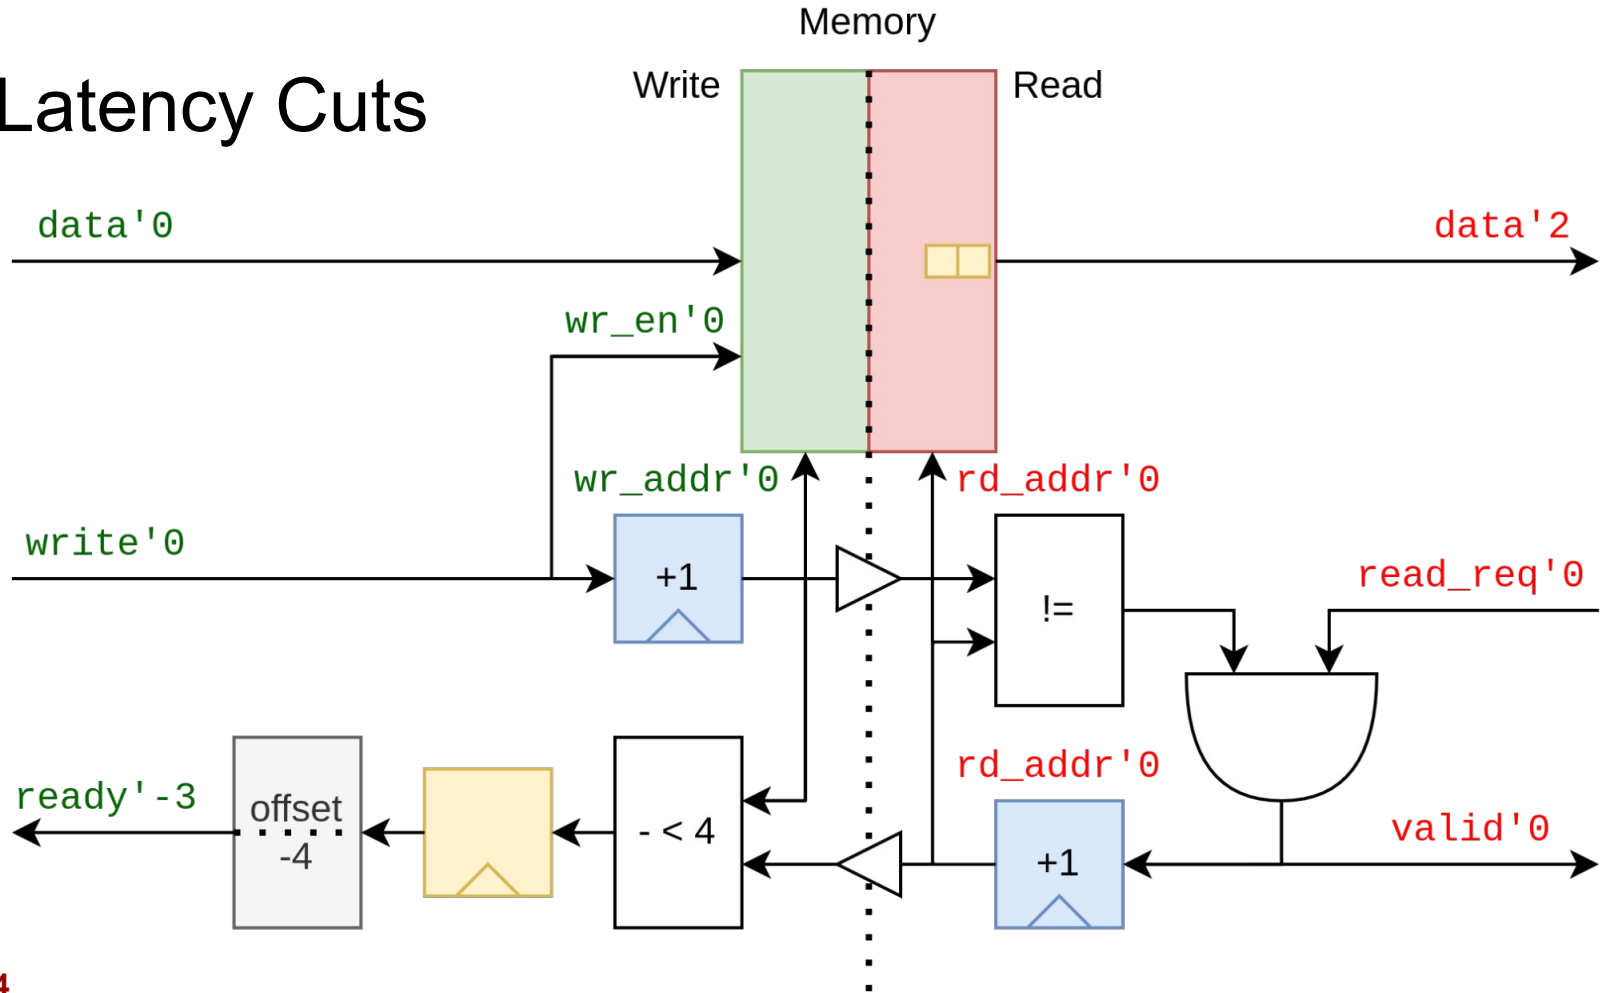 Memory
Latency Cuts
Write
Read
data'0
data'2
wr_en'0
wr_addr'0
rd_addr'0
write'0
+1
!=
read_req'0
rd_addr'0
ready'-3
offset
-4
- < 4
+1
valid'0
4